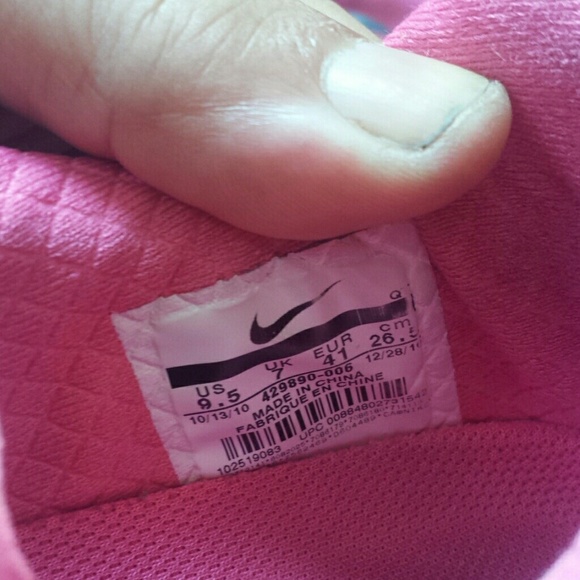 Q
US UK EUR cm
9.5 7 41 26.5
10/13/10 12/28/1
429890-006
MADE IN CHINA
FABRIQUE EN CHINE
102519083 UPC